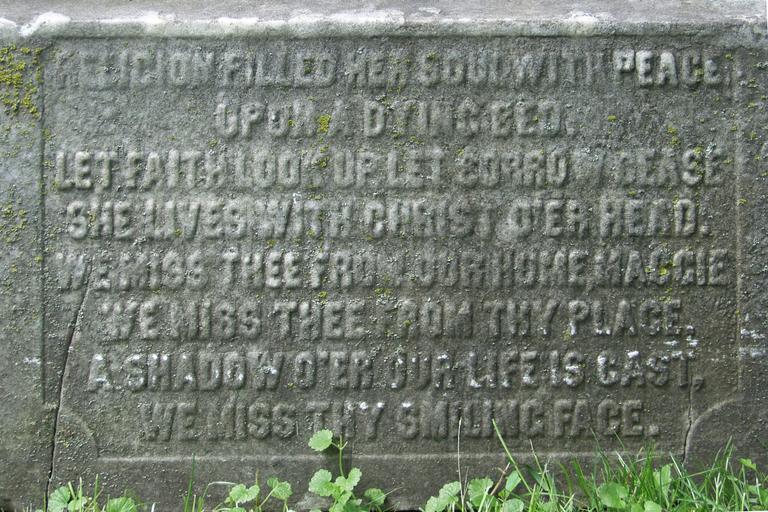 RELIGION FILLED HER SOUL WITH PEACE,
UPON A DYING BED.
LET FAITH LOOK UP LET SORROW CEASE
SHE LIVES WITH CHRIST O'ER HEAD.
WE MISS THEE FROM OUR HOME, MAGGIE
WE MISS THEE FROM THY PLACE.
A SHADOW O'ER OUR LIFE IS CAST,
WE MISS THY SMILING FACE.